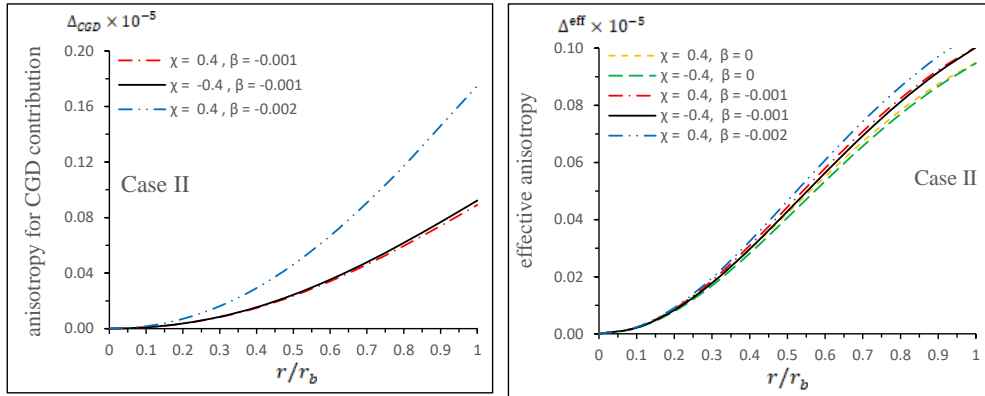 Δ_CGD × 10⁻⁵
0.20
0.16
0.12
0.08
0.04
0.00
anisotropy for CGD contribution
χ = 0.4 , β = -0.001
χ = -0.4 , β = -0.001
χ = 0.4 , β = -0.002
Case II
0 0.1 0.2 0.3 0.4 0.5 0.6 0.7 0.8 0.9 1
r/r_b
Δ^eff × 10⁻⁵
0.10
0.08
0.06
0.04
0.02
0.00
effective anisotropy
χ = 0.4, β = 0
χ = -0.4, β = 0
χ = 0.4, β = -0.001
χ = -0.4, β = -0.001
χ = 0.4, β = -0.002
Case II
0 0.1 0.2 0.3 0.4 0.5 0.6 0.7 0.8 0.9 1
r/r_b